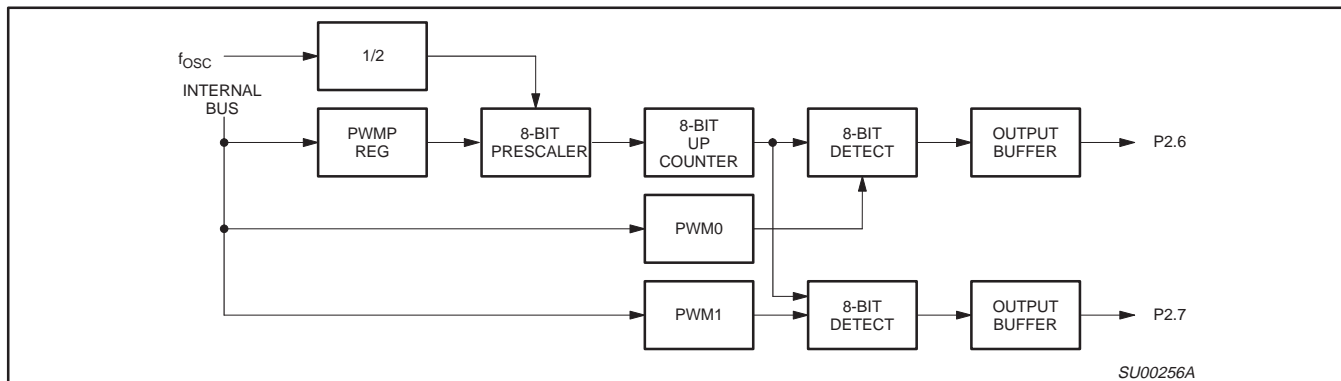 1/2
fOSC
INTERNAL
BUS
PWMP
REG
8-BIT
PRESCALER
8-BIT
UP
COUNTER
8-BIT
DETECT
OUTPUT
BUFFER
P2.6
PWM0
PWM1
8-BIT
DETECT
OUTPUT
BUFFER
P2.7
SU00256A